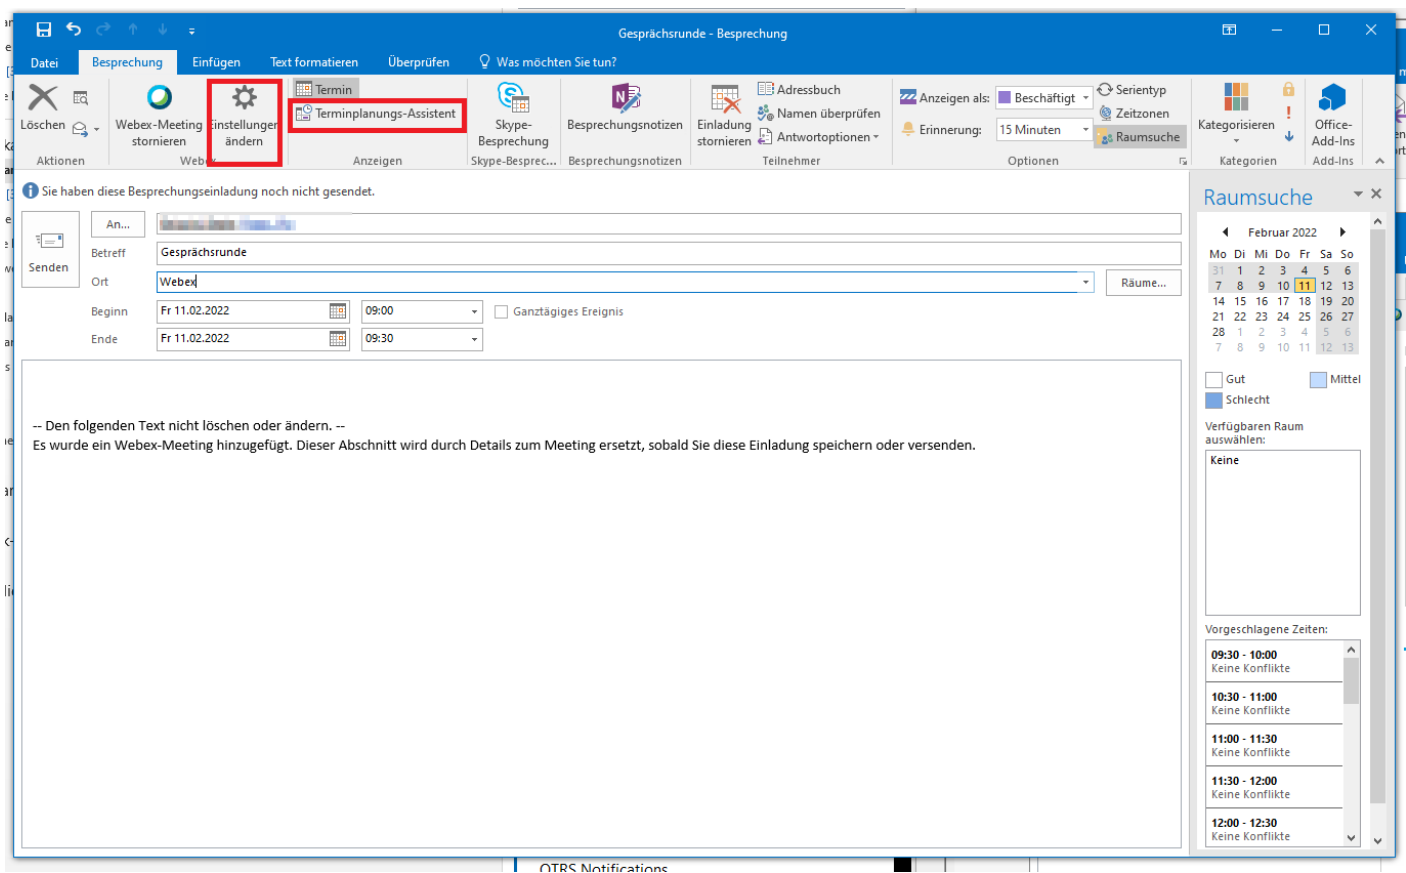 Gesprächsrunde - Besprechung
Datei Besprechung Einfügen Text formatieren Überprüfen Was möchten Sie tun?
Löschen
Aktionen
Webex-Meeting stornieren
Einstellungen ändern
Webex
Termin
Terminplanungs-Assistent
Anzeigen
Skype-
Besprechung
Skype-Besprec...
Besprechungsnotizen
Besprechungsnotizen
Einladung
stornieren
Adressbuch
Namen überprüfen
Antwortoptionen
Teilnehmer
Anzeigen als: Beschäftigt
Erinnerung: 15 Minuten
Serientyp
Zeitzonen
Raumsuche
Optionen
Kategorisieren
Kategorien
Office-
Add-Ins
Add-Ins
Sie haben diese Besprechungseinladung noch nicht gesendet.
Senden
An...
Betreff Gesprächsrunde
Ort Webex Räume...
Beginn Fr 11.02.2022 09:00 Ganztägiges Ereignis
Ende Fr 11.02.2022 09:30
-- Den folgenden Text nicht löschen oder ändern. --
Es wurde ein Webex-Meeting hinzugefügt. Dieser Abschnitt wird durch Details zum Meeting ersetzt, sobald Sie diese Einladung speichern oder versenden.
Raumsuche
Februar 2022
Mo Di Mi Do Fr Sa So
31 1 2 3 4 5 6
7 8 9 10 11 12 13
14 15 16 17 18 19 20
21 22 23 24 25 26 27
28 1 2 3 4 5 6
7 8 9 10 11 12 13
Gut Mittel
Schlecht
Verfügbaren Raum
auswählen:
Keine
Vorgeschlagene Zeiten:
09:30 - 10:00
Keine Konflikte
10:30 - 11:00
Keine Konflikte
11:00 - 11:30
Keine Konflikte
11:30 - 12:00
Keine Konflikte
12:00 - 12:30
Keine Konflikte
OTRS Notifications